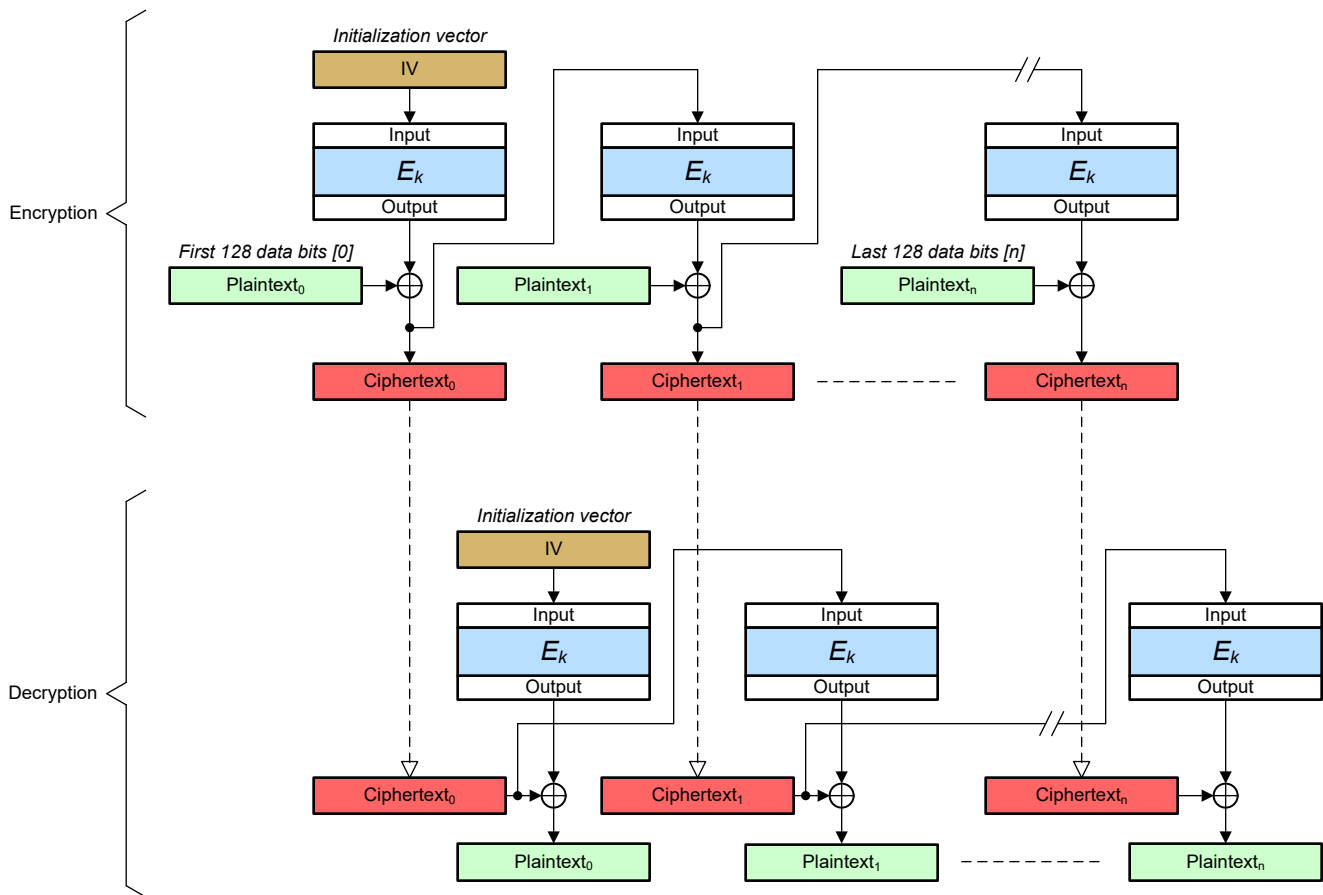 Initialization vector
IV
Input Input Input
Eₖ Eₖ Eₖ
Output Output Output
Encryption
First 128 data bits [0] Last 128 data bits [n]
Plaintext₀ Plaintext₁ Plaintextₙ
Ciphertext₀ Ciphertext₁ Ciphertextₙ
Initialization vector
IV
Input Input Input
Eₖ Eₖ Eₖ
Output Output Output
Decryption
Ciphertext₀ Ciphertext₁ Ciphertextₙ
Plaintext₀ Plaintext₁ Plaintextₙ